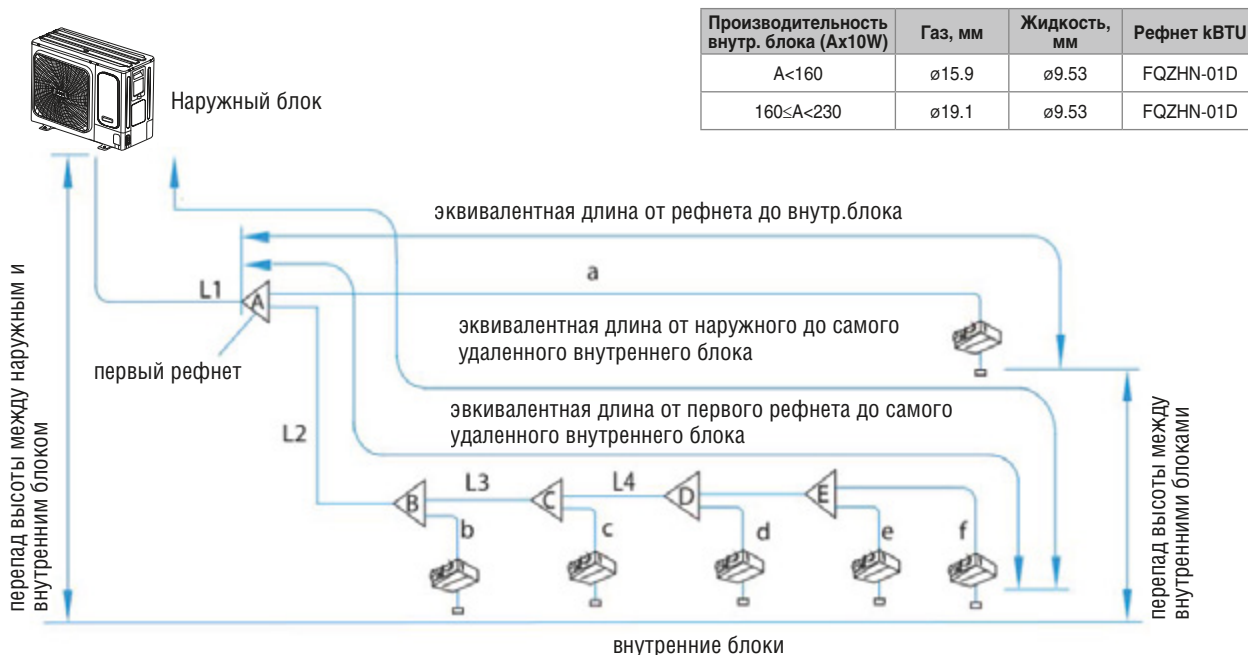 Производительность
внутр. блока (Ах10W)
Газ, мм
Жидкость,
мм
Рефнет kBTU
A<160
ø15.9
ø9.53
FQZHN-01D
160≤A<230
ø19.1
ø9.53
FQZHN-01D
Наружный блок
эквивалентная длина от рефнета до внутр.блока
L1
A
a
первый рефнет
эквивалентная длина от наружного до самого
удаленного внутреннего блока
эвкивалентная длина от первого рефнета до самого
удаленного внутреннего блока
L2
L3
L4
B
C
D
E
b
c
d
e
f
перепад высоты между наружным и
внутренним блоком
перепад высоты между
внутренними блоками
внутренние блоки